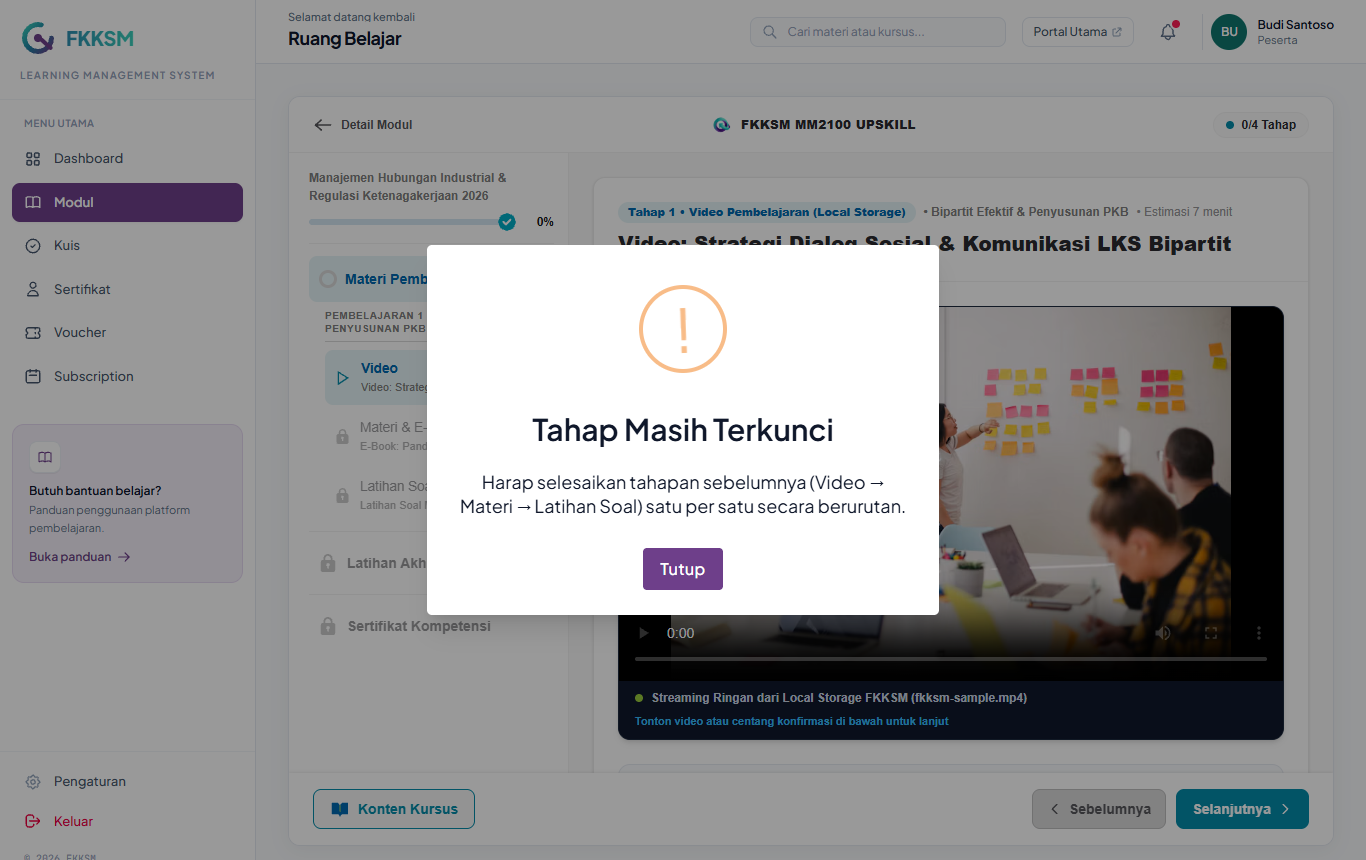 FKKSM
LEARNING MANAGEMENT SYSTEM
MENU UTAMA
Dashboard
Modul
Kuis
Sertifikat
Voucher
Subscription
Butuh bantuan belajar?
Panduan penggunaan platform
pembelajaran.
Buka panduan →
Pengaturan
Keluar
© 2026 FKKSM
Selamat datang kembali
Ruang Belajar
Cari materi atau kursus...
Portal Utama
BU
Budi Santoso
Peserta
← Detail Modul
FKKSM MM2100 UPSKILL
0/4 Tahap
Manajemen Hubungan Industrial &
Regulasi Ketenagakerjaan 2026
0%
Materi Pemb
PEMBELAJARAN 1
PENYUSUNAN PKB
Video
Video: Strateg
Materi & E-
E-Book: Pand
Latihan Soa
Latihan Soal
Latihan Akh
Sertifikat Kompetensi
Tahap 1 • Video Pembelajaran (Local Storage) • Bipartit Efektif & Penyusunan PKB • Estimasi 7 menit
Video: Strategi Dialog Sosial & Komunikasi LKS Bipartit
0:00
Streaming Ringan dari Local Storage FKKSM (fkksm-sample.mp4)
Tonton video atau centang konfirmasi di bawah untuk lanjut
Tahap Masih Terkunci
Harap selesaikan tahapan sebelumnya (Video →
Materi → Latihan Soal) satu per satu secara berurutan.
Tutup
Konten Kursus
Sebelumnya
Selanjutnya